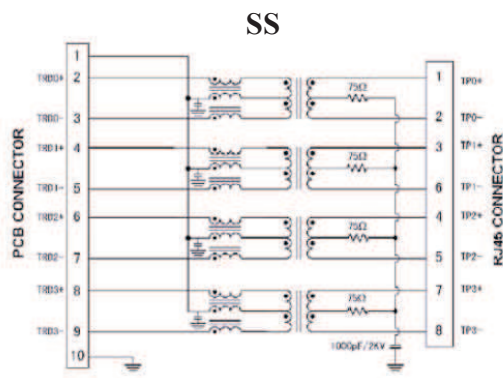 SS
PCB CONNECTOR
1
TRD0+ 2
TRD0- 3
TRD1+ 4
TRD1- 5
TRD2+ 6
TRD2- 7
TRD3+ 8
TRD3- 9
10
75Ω
75Ω
75Ω
75Ω
1000pF/2KV
1 TP0+
2 TP0-
3 TP1+
6 TP1-
4 TP2+
5 TP2-
7 TP3+
8 TP3-
RJ45 CONNECTOR